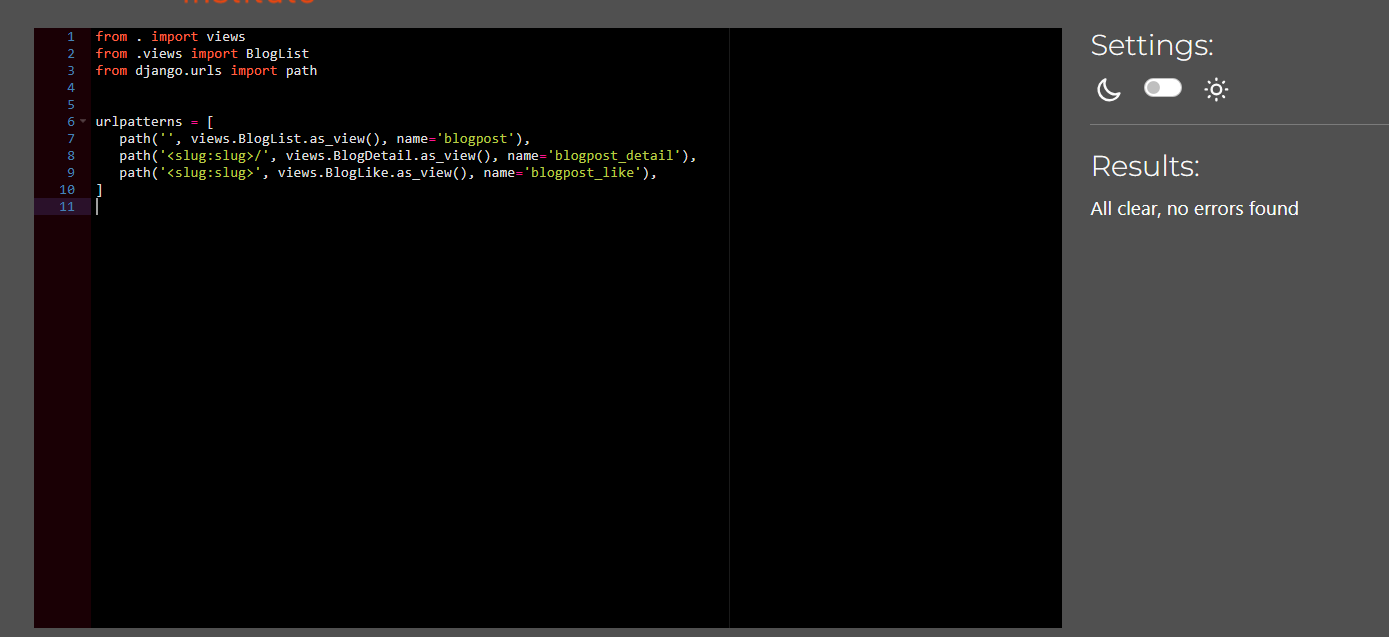 1 from . import views
2 from .views import BlogList
3 from django.urls import path
4
5
6 urlpatterns = [
7 path('', views.BlogList.as_view(), name='blogpost'),
8 path('<slug:slug>/', views.BlogDetail.as_view(), name='blogpost_detail'),
9 path('<slug:slug>', views.BlogLike.as_view(), name='blogpost_like'),
10 ]
11
Settings:
Results:
All clear, no errors found